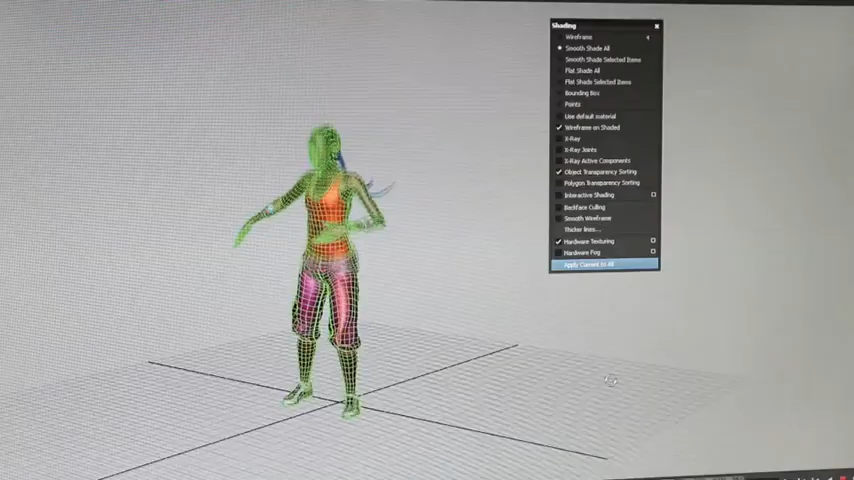 Shading
Wireframe
Smooth Shade All
Smooth Shade Selected Items
Flat Shade All
Flat Shade Selected Items
Bounding Box
Points
Use default material
Wireframe on Shaded
X-Ray
X-Ray Joints
X-Ray Active Components
Object Transparency Sorting
Polygon Transparency Sorting
Interactive Shading
Backface Culling
Smooth Wireframe
Thicker lines...
Hardware Texturing
Hardware Fog
Apply Current to All